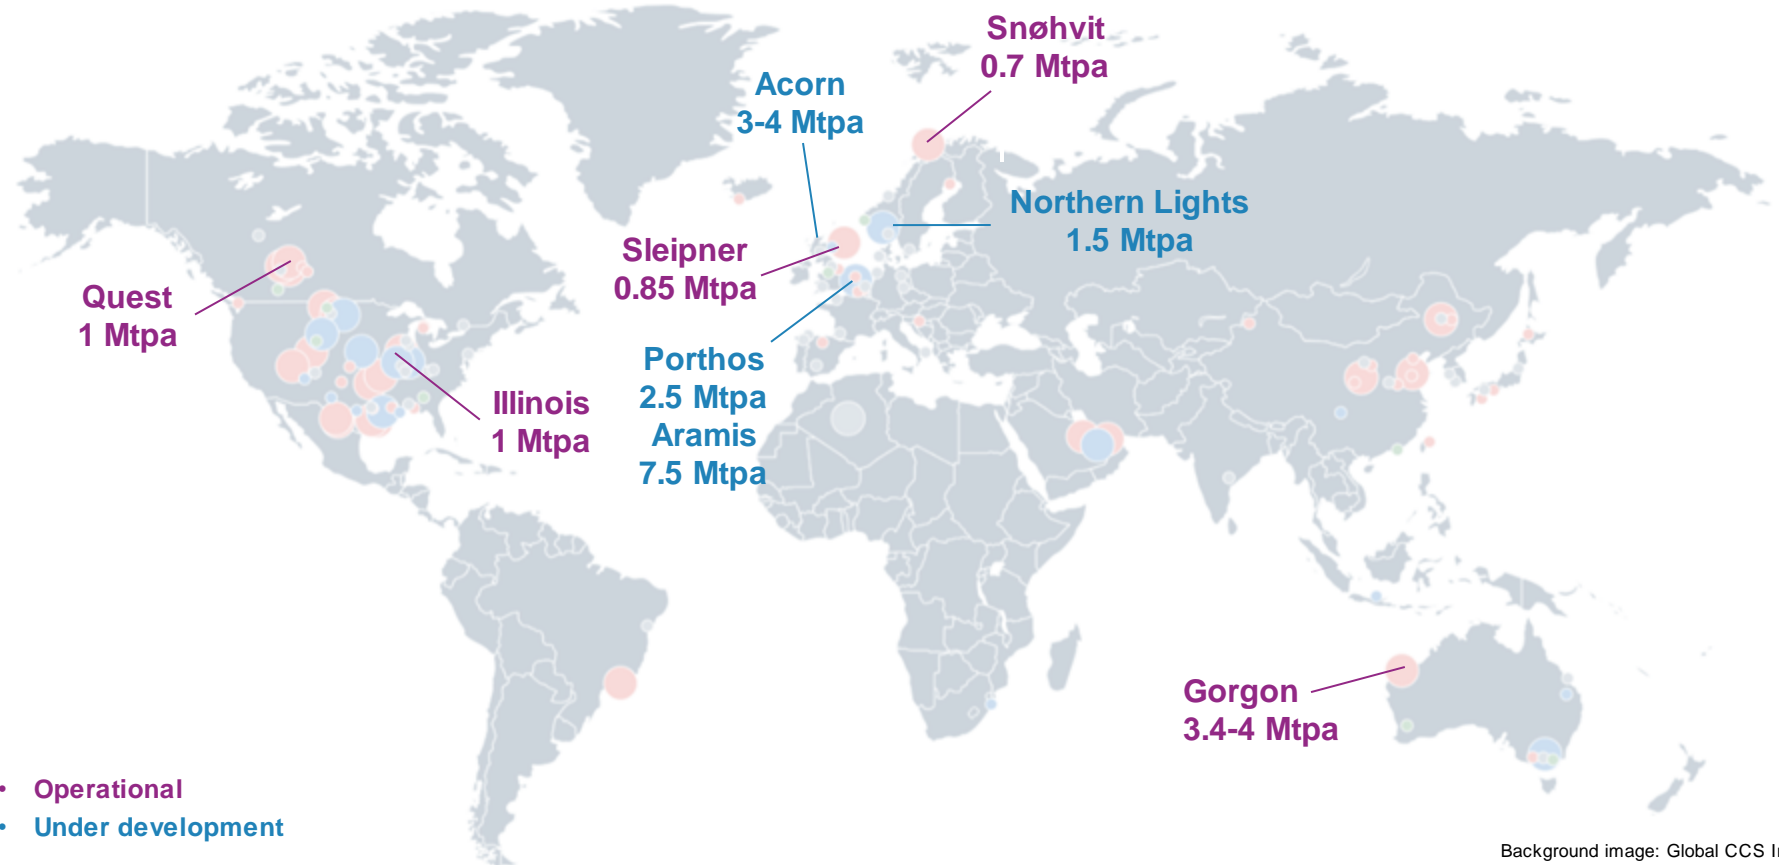 Snøhvit
0.7 Mtpa
Acorn
3-4 Mtpa
Northern Lights
1.5 Mtpa
Sleipner
0.85 Mtpa
Quest
1 Mtpa
Porthos
2.5 Mtpa
Aramis
7.5 Mtpa
Illinois
1 Mtpa
Gorgon
3.4-4 Mtpa
• Operational
• Under development
Background image: Global CCS